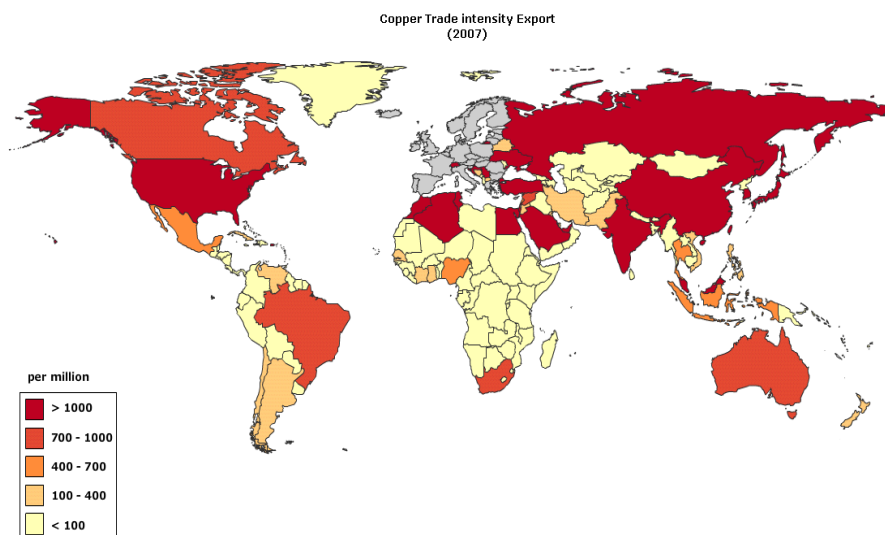 Copper Trade intensity Export
(2007)
per million
> 1000
700 - 1000
400 - 700
100 - 400
< 100